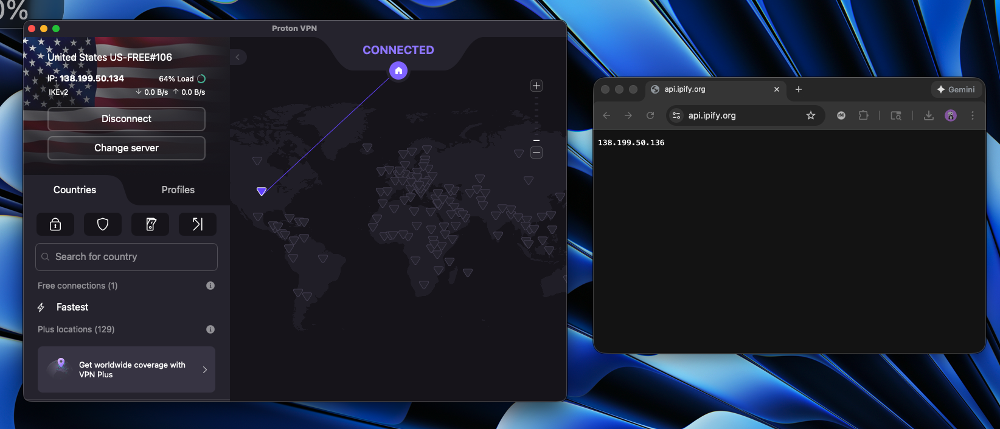 0%
Proton VPN
United States US-FREE#106
IP: 138.199.50.134
64% Load
IKEv2
↓ 0.0 B/s ↑ 0.0 B/s
Disconnect
Change server
Countries
Profiles
Search for country
Free connections (1)
Fastest
Plus locations (129)
Get worldwide coverage with
VPN Plus
CONNECTED
api.ipify.org
Gemini
api.ipify.org
138.199.50.136